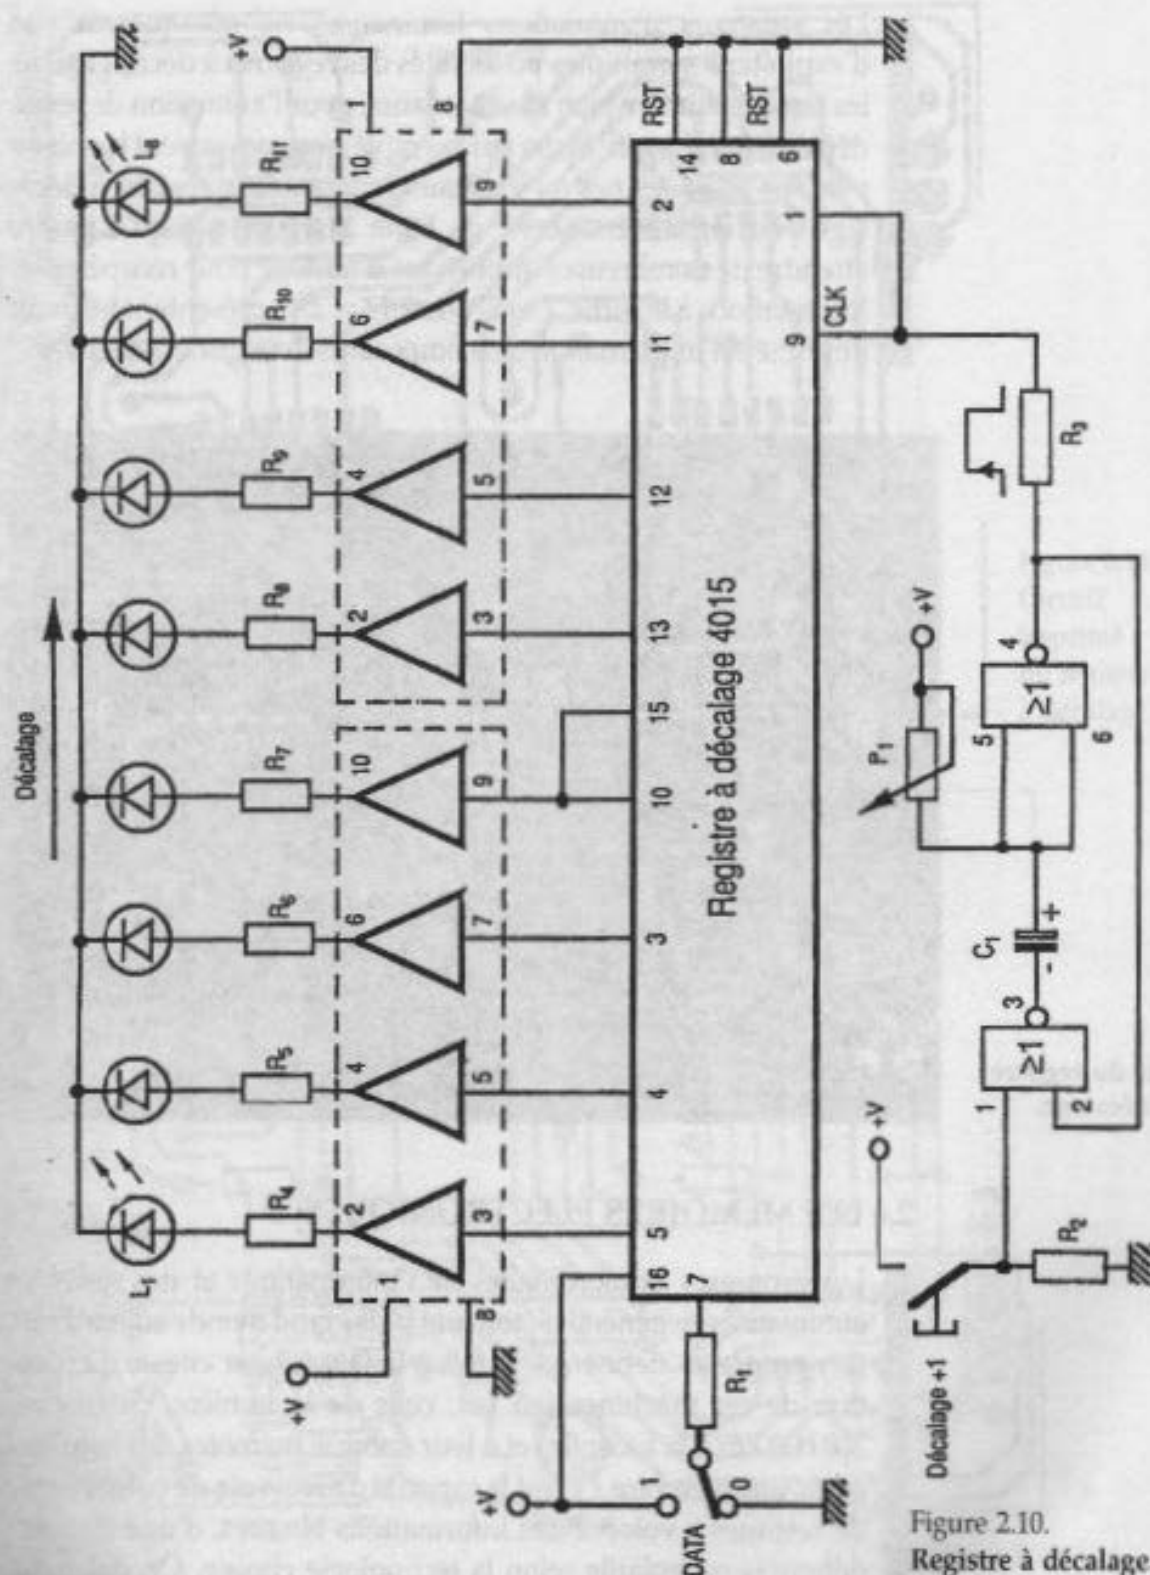 Décalage
+V
L8
R11
R10
R9
R8
R7
R6
R5
R4
L1
1
8
10
9
6
7
4
5
2
3
10
9
6
7
4
5
2
3
1
8
+V
RST
RST
14
8
6
2
11
12
13
15
10
3
4
5
16
7
1
9
CLK
Registre à décalage 4015
R1
+V
1
0
DATA
R3
+V
P1
4
≥1
5
6
C1
+
-
3
≥1
1
2
+V
R2
Décalage +1
Figure 2.10.
Registre à décalage